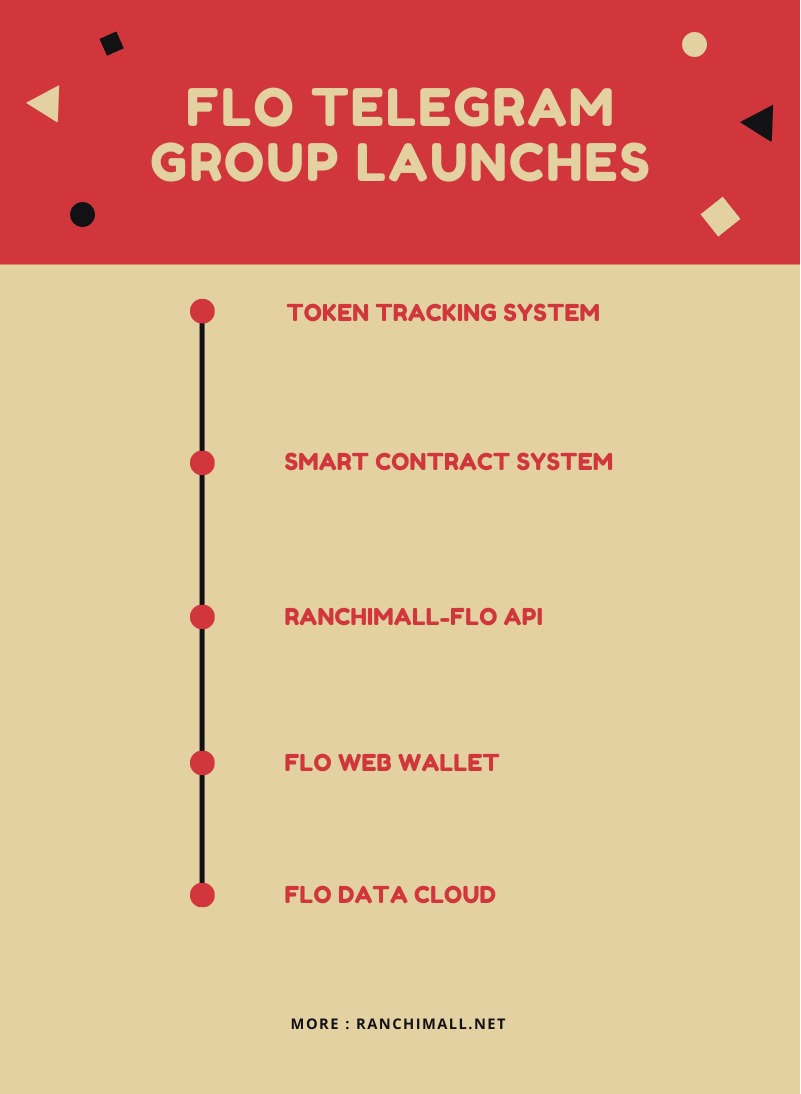 FLO TELEGRAM
GROUP LAUNCHES
TOKEN TRACKING SYSTEM
SMART CONTRACT SYSTEM
RANCHIMALL-FLO API
FLO WEB WALLET
FLO DATA CLOUD
MORE : RANCHIMALL.NET